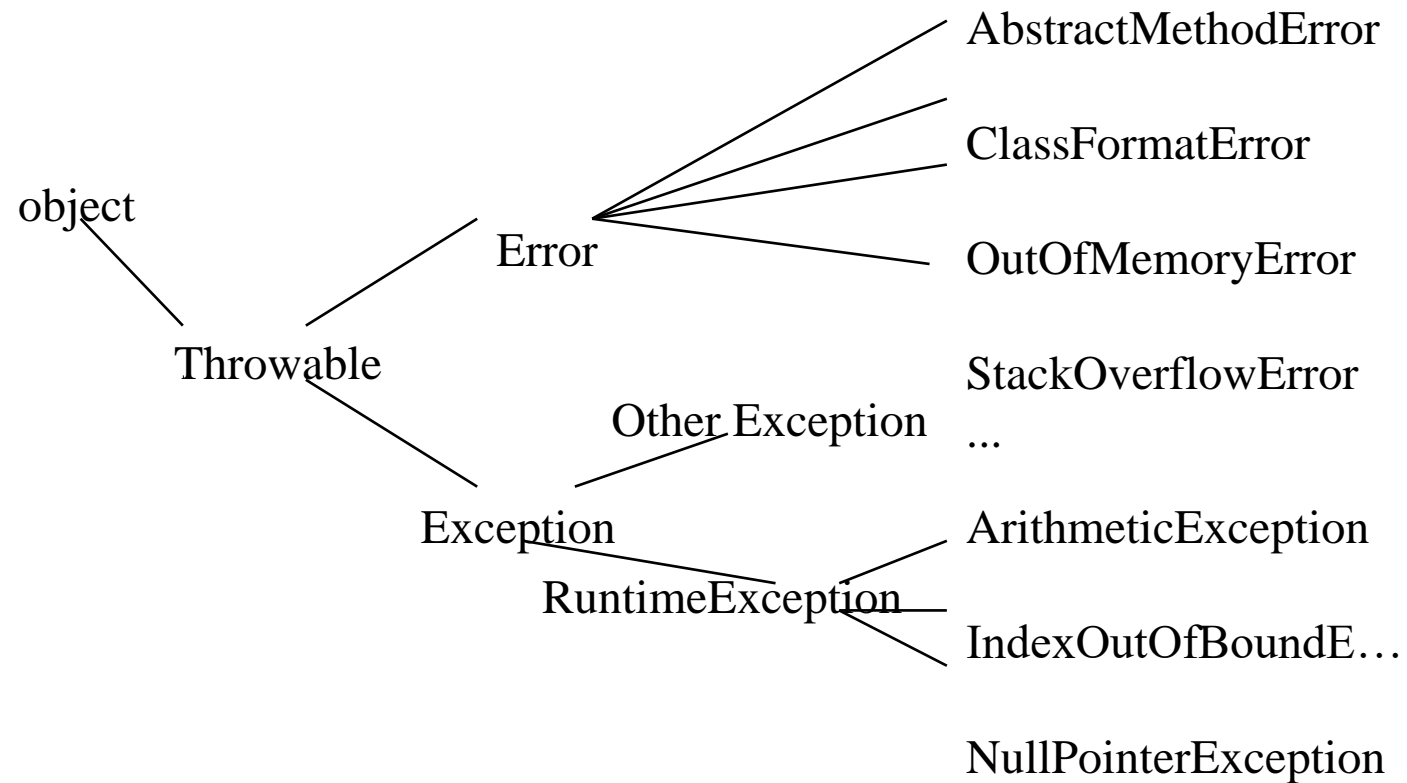 AbstractMethodError
ClassFormatError
object
Error
OutOfMemoryError
Throwable
StackOverflowError
Other Exception
...
Exception
ArithmeticException
RuntimeException
IndexOutOfBoundE…
NullPointerException